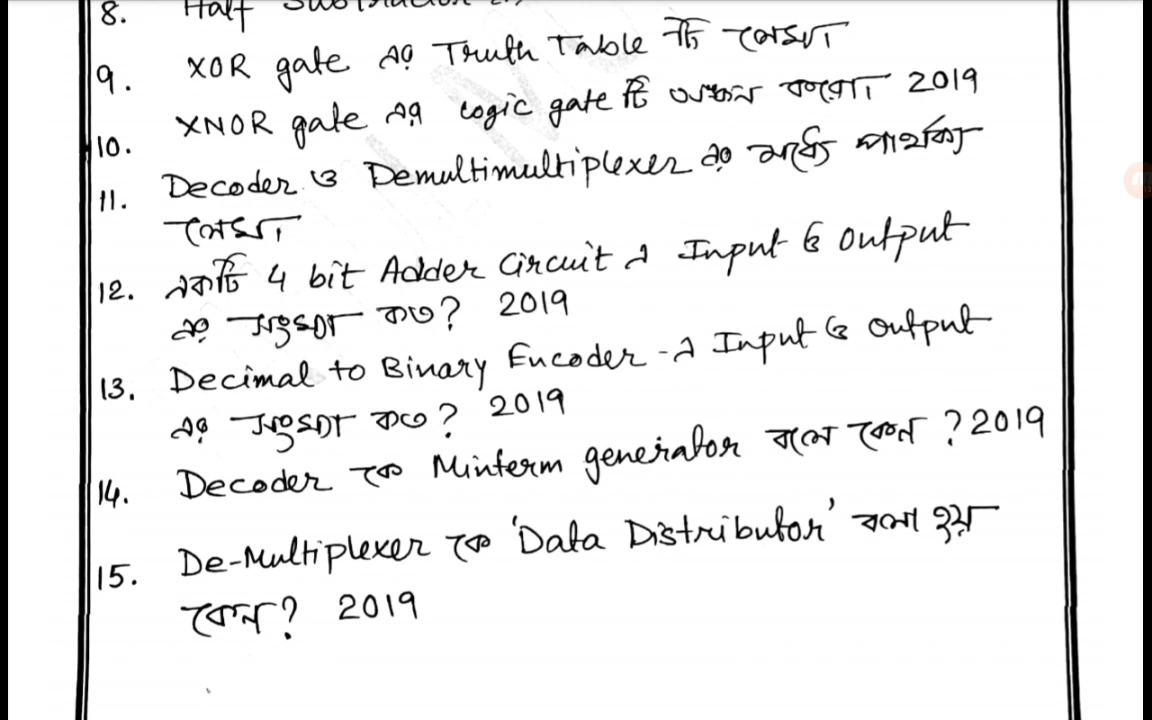 8. Half
9. XOR gate এর Truth Table টি লেখো
10. XNOR gate এর Logic gate টি অঙ্কন করো 2019
11. Decoder ও Demultimultiplexer এর মধ্যে পার্থক্য
লেখো
12. একটি 4 bit Adder Circuit এ Input ও Output
এর সংখ্যা কত? 2019
13. Decimal to Binary Encoder - এ Input ও Output
এর সংখ্যা কত? 2019
14. Decoder কে Minterm generator বলে কেন ? 2019
15. De-Multiplexer কে 'Data Distributor' বলা হয়
কেন? 2019